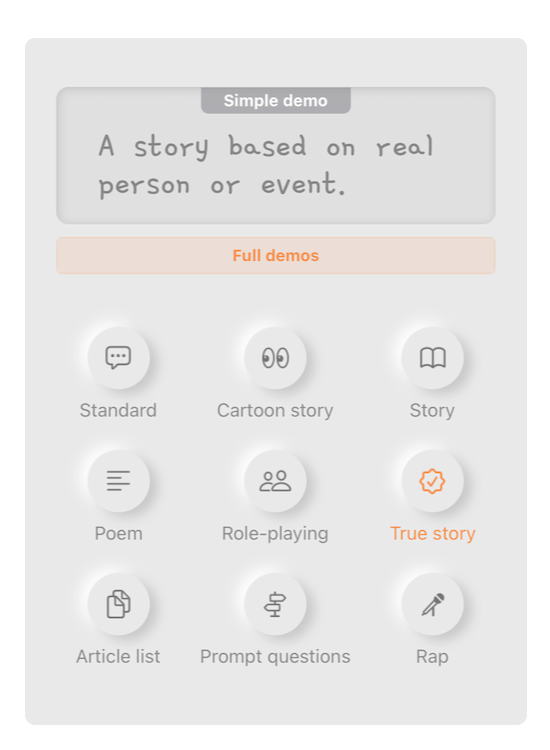 Simple demo
A story based on real
person or event.
Full demos
Standard
Cartoon story
Story
Poem
Role-playing
True story
Article list
Prompt questions
Rap